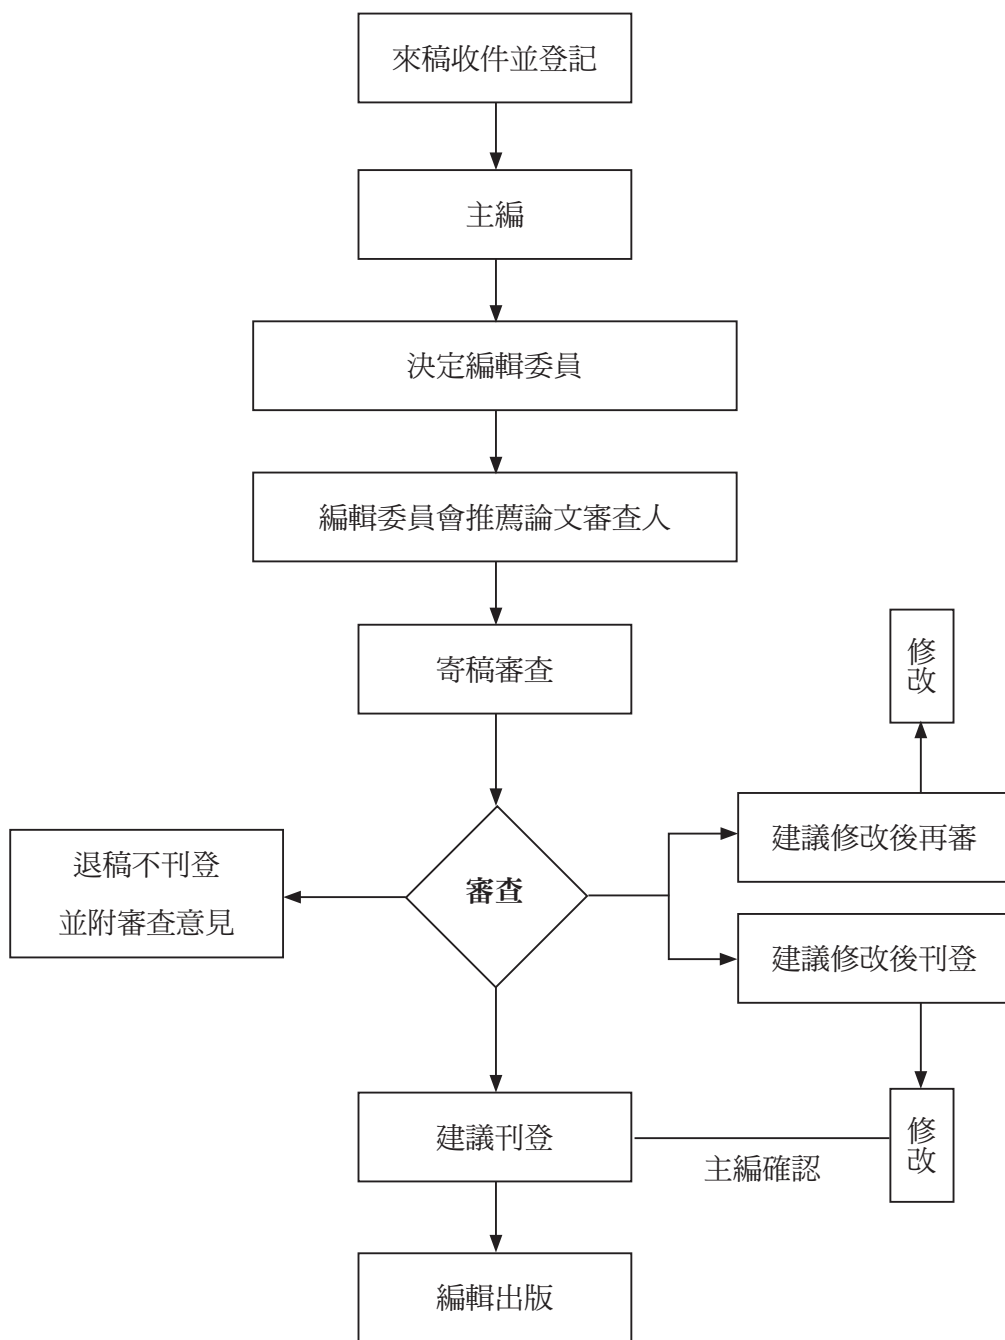 來稿收件並登記
主編
決定編輯委員
編輯委員會推薦論文審查人
寄稿審查
修改
建議修改後再審
退稿不刊登
並附審查意見
審查
建議修改後刊登
建議刊登
主編確認
修改
編輯出版